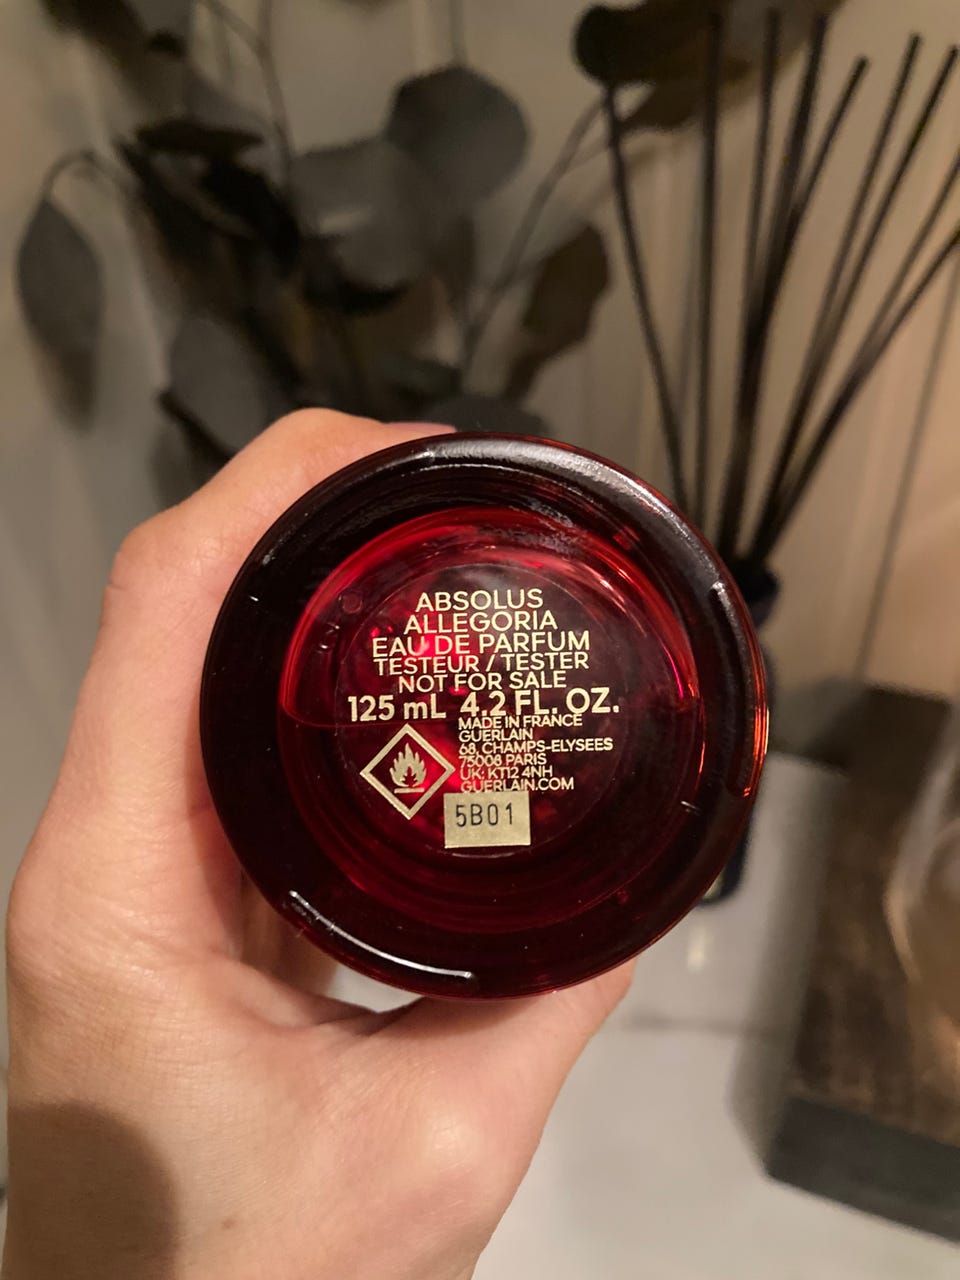 ABSOLUS
ALLEGORIA
EAU DE PARFUM
TESTEUR / TESTER
NOT FOR SALE
125 mL 4.2 FL. OZ.
MADE IN FRANCE
GUERLAIN
68, CHAMPS-ELYSEES
75008 PARIS
UK: KT12 4NH
GUERLAIN.COM
5B01